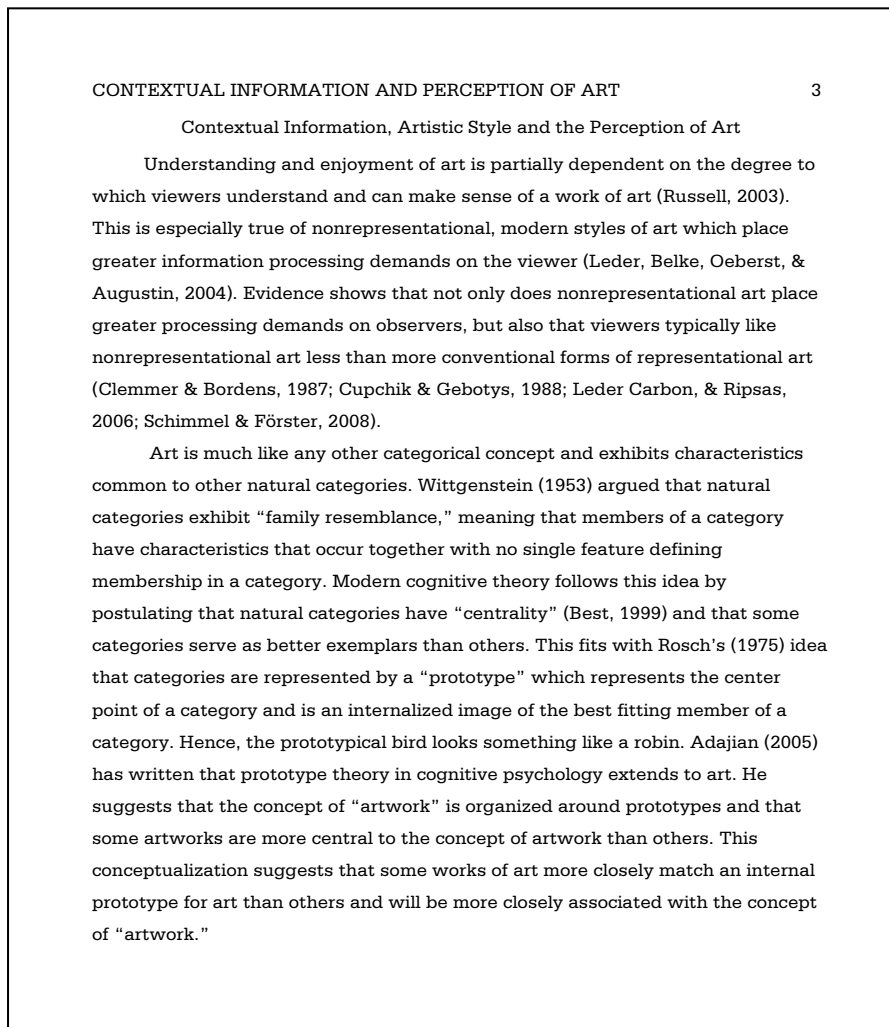 CONTEXTUAL INFORMATION AND PERCEPTION OF ART 3
Contextual Information, Artistic Style and the Perception of Art
Understanding and enjoyment of art is partially dependent on the degree to
which viewers understand and can make sense of a work of art (Russell, 2003).
This is especially true of nonrepresentational, modern styles of art which place
greater information processing demands on the viewer (Leder, Belke, Oeberst, &
Augustin, 2004). Evidence shows that not only does nonrepresentational art place
greater processing demands on observers, but also that viewers typically like
nonrepresentational art less than more conventional forms of representational art
(Clemmer & Bordens, 1987; Cupchik & Gebotys, 1988; Leder Carbon, & Ripsas,
2006; Schimmel & Förster, 2008).
Art is much like any other categorical concept and exhibits characteristics
common to other natural categories. Wittgenstein (1953) argued that natural
categories exhibit “family resemblance,” meaning that members of a category
have characteristics that occur together with no single feature defining
membership in a category. Modern cognitive theory follows this idea by
postulating that natural categories have “centrality” (Best, 1999) and that some
categories serve as better exemplars than others. This fits with Rosch’s (1975) idea
that categories are represented by a “prototype” which represents the center
point of a category and is an internalized image of the best fitting member of a
category. Hence, the prototypical bird looks something like a robin. Adajian (2005)
has written that prototype theory in cognitive psychology extends to art. He
suggests that the concept of “artwork” is organized around prototypes and that
some artworks are more central to the concept of artwork than others. This
conceptualization suggests that some works of art more closely match an internal
prototype for art than others and will be more closely associated with the concept
of “artwork.”